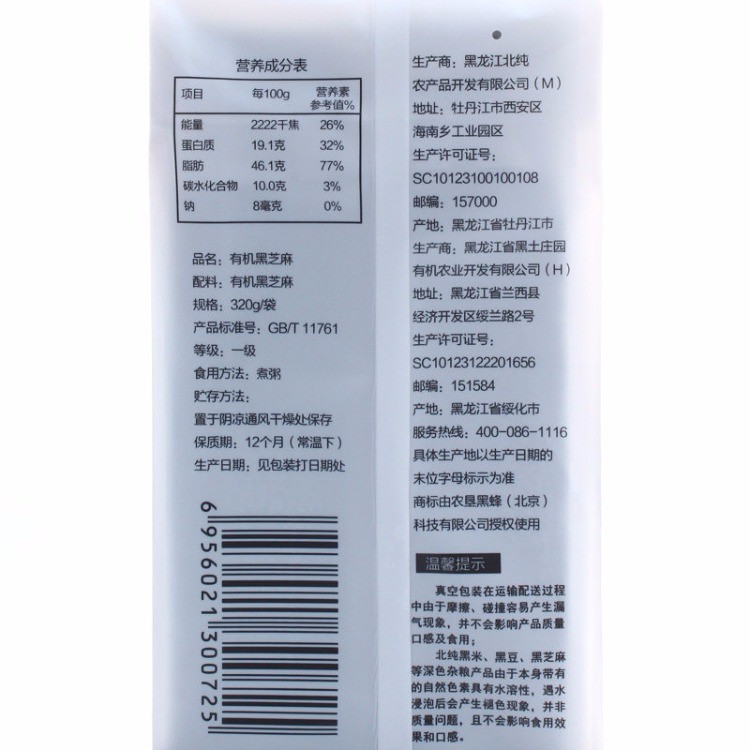 营养成分表
项目 每100g 营养素
参考值%
能量 2222千焦 26%
蛋白质 19.1克 32%
脂肪 46.1克 77%
碳水化合物 10.0克 3%
钠 8毫克 0%
品名：有机黑芝麻
配料：有机黑芝麻
规格：320g/袋
产品标准号：GB/T 11761
等级：一级
食用方法：煮粥
贮存方法：
置于阴凉通风干燥处保存
保质期：12个月（常温下）
生产日期：见包装打日期处
6 956021 300725
生产商：黑龙江北纯
农产品开发有限公司（M）
地址：牡丹江市西安区
海南乡工业园区
生产许可证号：
SC10123100100108
邮编：157000
产地：黑龙江省牡丹江市
生产商：黑龙江省黑土庄园
有机农业开发有限公司（H）
地址：黑龙江省兰西县
经济开发区绥兰路2号
生产许可证号：
SC10123122201656
邮编：151584
产地：黑龙江省绥化市
服务热线：400-086-1116
具体生产地以生产日期的
末位字母标示为准
商标由农垦黑蜂（北京）
科技有限公司授权使用
温馨提示
真空包装在运输配送过程
中由于摩擦、碰撞容易产生漏
气现象，并不会影响产品质量
口感及食用；
北纯黑米、黑豆、黑芝麻
等深色杂粮产品由于本身带有
的自然色素具有水溶性，遇水
浸泡后会产生褪色现象，并非
质量问题，且不会影响食用效
果和口感。